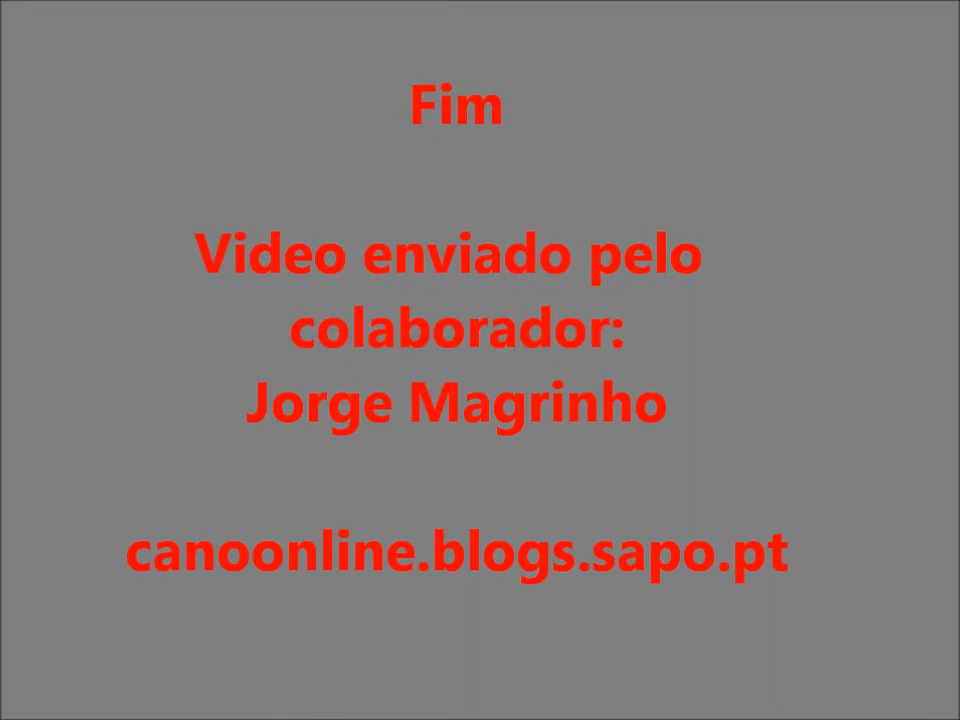 Fim
Video enviado pelo
colaborador:
Jorge Magrinho
canoonline.blogs.sapo.pt